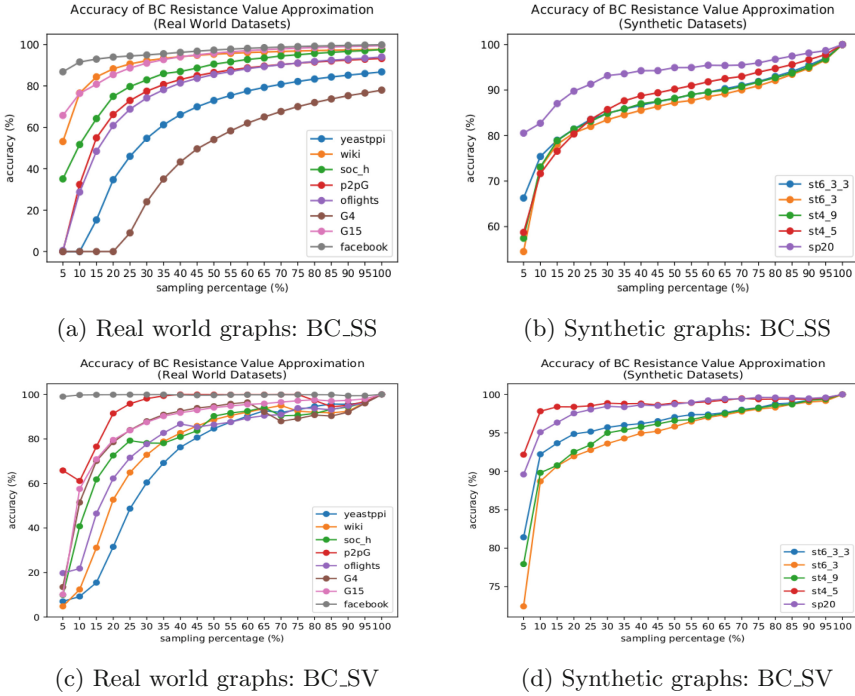 Accuracy of BC Resistance Value Approximation
(Real World Datasets)
accuracy (%)
100
80
60
40
20
0
yeastppi
wiki
soc_h
p2pG
oflights
G4
G15
facebook
5 10 15 20 25 30 35 40 45 50 55 60 65 70 75 80 85 90 95 100
sampling percentage (%)
(a) Real world graphs: BC_SS
Accuracy of BC Resistance Value Approximation
(Synthetic Datasets)
accuracy (%)
100
90
80
70
60
st6_3_3
st6_3
st4_9
st4_5
sp20
5 10 15 20 25 30 35 40 45 50 55 60 65 70 75 80 85 90 95 100
sampling percentage (%)
(b) Synthetic graphs: BC_SS
Accuracy of BC Resistance Value Approximation
(Real World Datasets)
accuracy (%)
100
80
60
40
20
0
yeastppi
wiki
soc_h
p2pG
oflights
G4
G15
facebook
5 10 15 20 25 30 35 40 45 50 55 60 65 70 75 80 85 90 95 100
sampling percentage (%)
(c) Real world graphs: BC_SV
Accuracy of BC Resistance Value Approximation
(Synthetic Datasets)
accuracy (%)
100
95
90
85
80
75
st6_3_3
st6_3
st4_9
st4_5
sp20
5 10 15 20 25 30 35 40 45 50 55 60 65 70 75 80 85 90 95 100
sampling percentage (%)
(d) Synthetic graphs: BC_SV